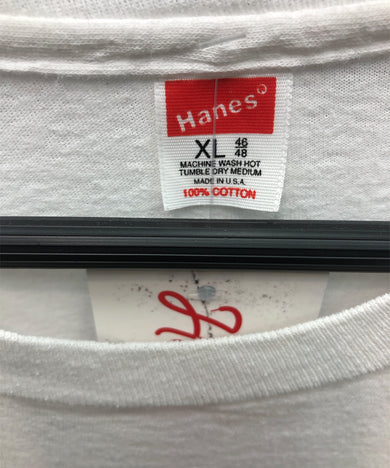 Hanes®
XL 46
48
MACHINE WASH HOT
TUMBLE DRY MEDIUM
MADE IN U.S.A.
100% COTTON